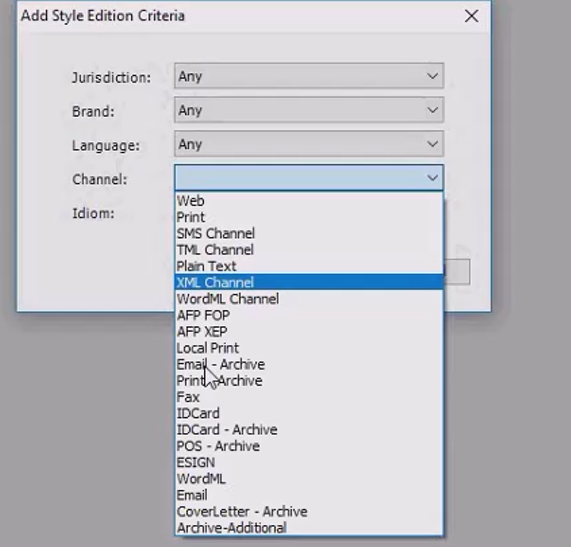 Add Style Edition Criteria
Jurisdiction: Any
Brand: Any
Language: Any
Channel:
Idiom:
Web
Print
SMS Channel
TML Channel
Plain Text
XML Channel
WordML Channel
AFP FOP
AFP XEP
Local Print
Email - Archive
Print - Archive
Fax
IDCard
IDCard - Archive
POS - Archive
ESIGN
WordML
Email
CoverLetter - Archive
Archive-Additional